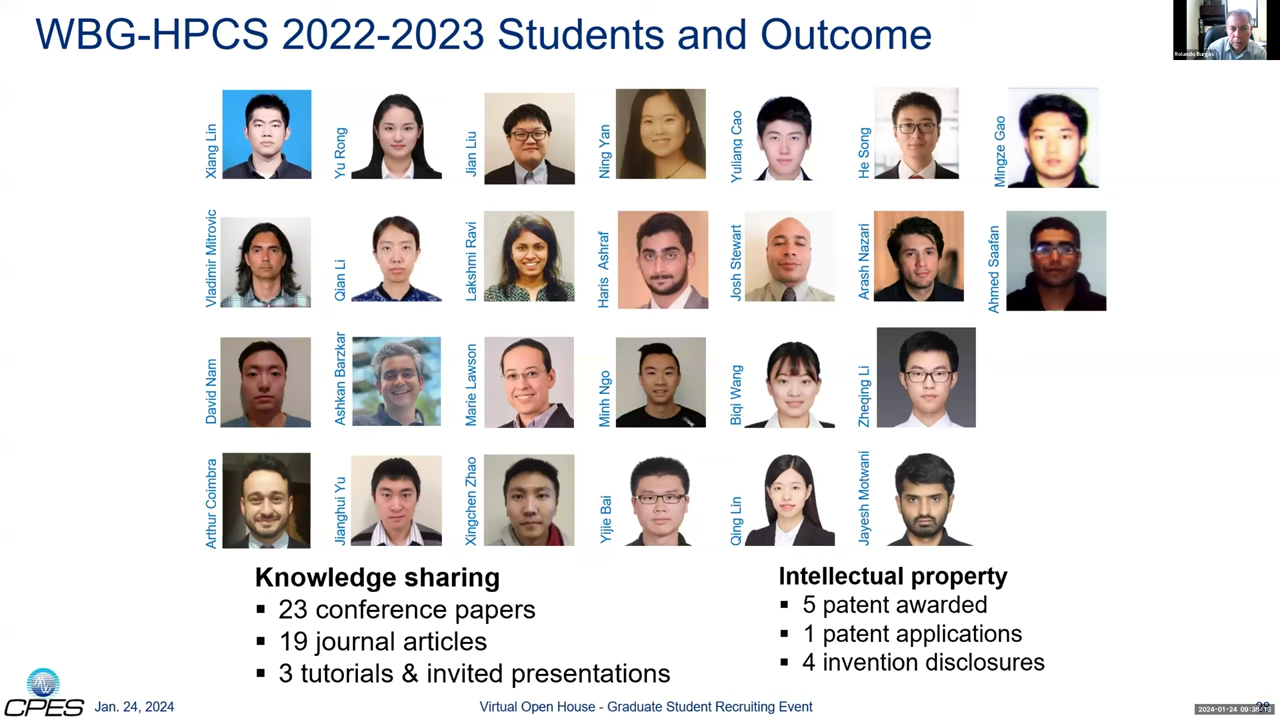 WBG-HPCS 2022-2023 Students and Outcome
Rolando Burgos
Xiang Lin
Yu Rong
Jian Liu
Ning Yan
Yuliang Cao
He Song
Mingze Gao
Vladimir Mitrovic
Qian Li
Lakshmi Ravi
Haris Ashraf
Josh Stewart
Arash Nazari
Ahmed Saafan
David Nam
Ashkan Barzkar
Marie Lawson
Minh Ngo
Biqi Wang
Zheqing Li
Arthur Coimbra
Jianghui Yu
Xingchen Zhao
Yijie Bai
Qing Lin
Jayesh Motwani
Knowledge sharing
▪ 23 conference papers
▪ 19 journal articles
▪ 3 tutorials & invited presentations
Intellectual property
▪ 5 patent awarded
▪ 1 patent applications
▪ 4 invention disclosures
CPES
Jan. 24, 2024
Virtual Open House - Graduate Student Recruiting Event